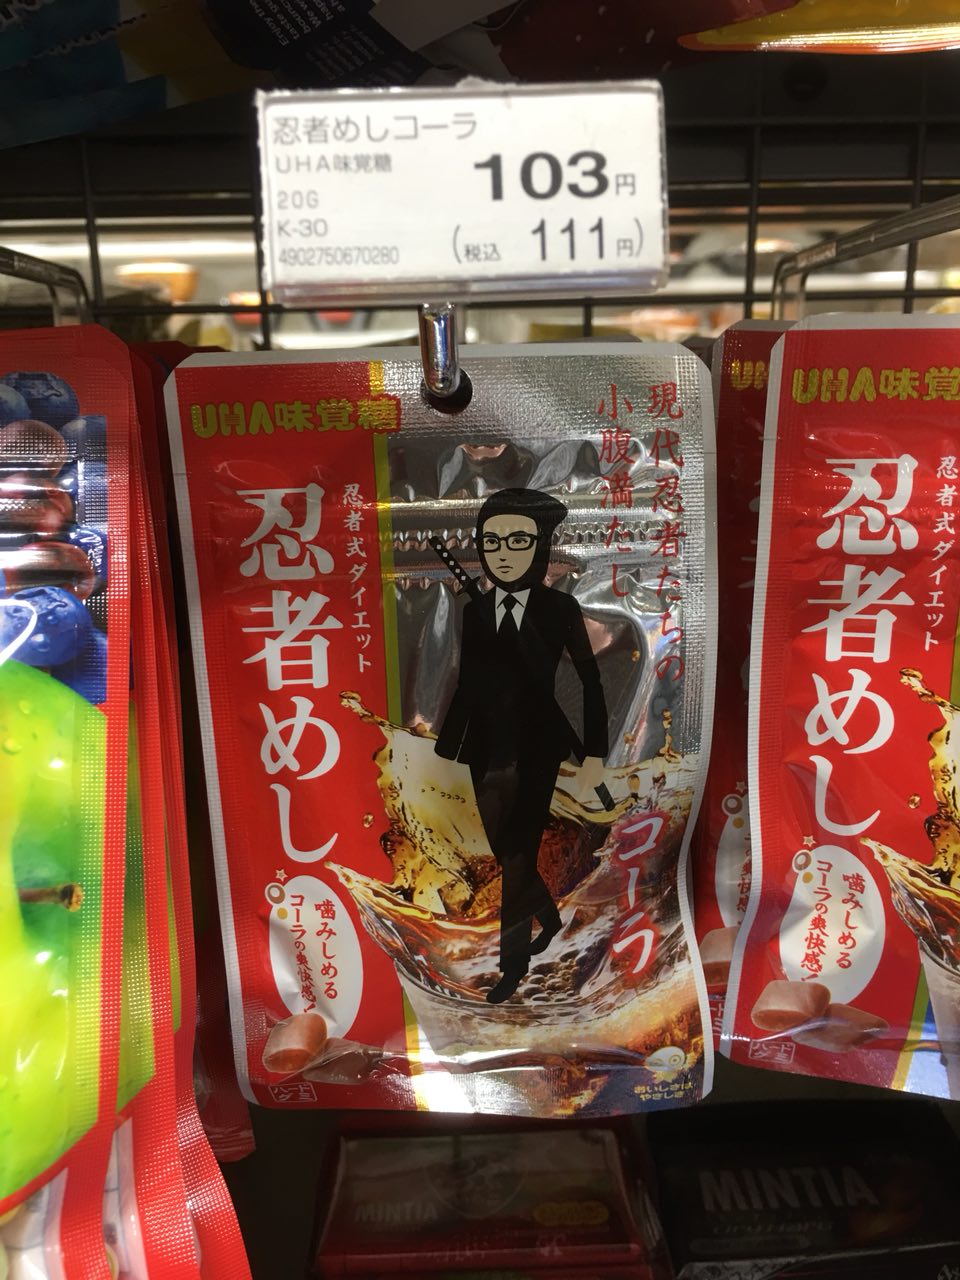 忍者めしコーラ
UHA味覚糖
103円
20G
K-30
(税込 111円)
4902750670280
UHA味覚糖
現代忍者たちの
小腹満たし
忍者式ダイエット
忍者めし
コーラ
噛みしめる
コーラの爽快感!
ハード
グミ
おいしさは
やさしさ
UHA味覚
忍者式ダイエット
忍者めし
噛みしめる
コーラの爽快感!
ハード
グミ
MINTIA
MINTIA